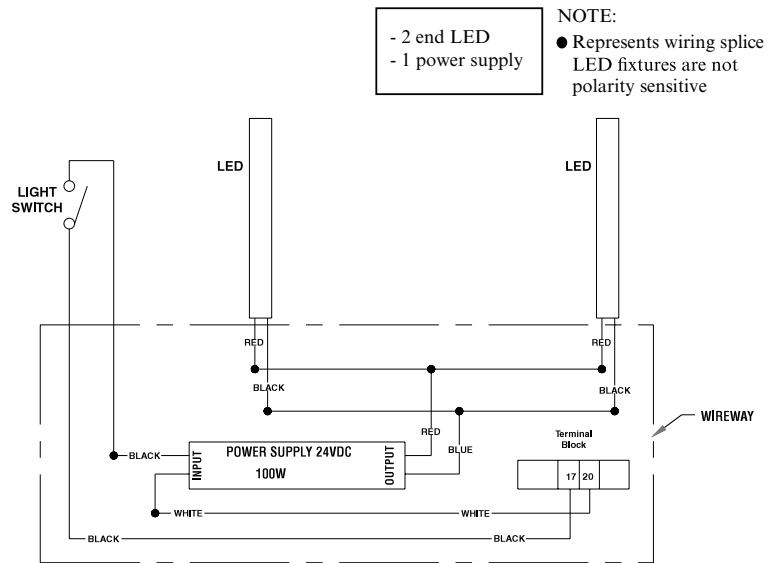 - 2 end LED
- 1 power supply
NOTE:
● Represents wiring splice
LED fixtures are not
polarity sensitive
LED
LED
LIGHT
SWITCH
RED
RED
BLACK
BLACK
WIREWAY
RED
BLUE
Terminal
Block
BLACK
INPUT
POWER SUPPLY 24VDC
100W
OUTPUT
17 20
WHITE
WHITE
BLACK
BLACK